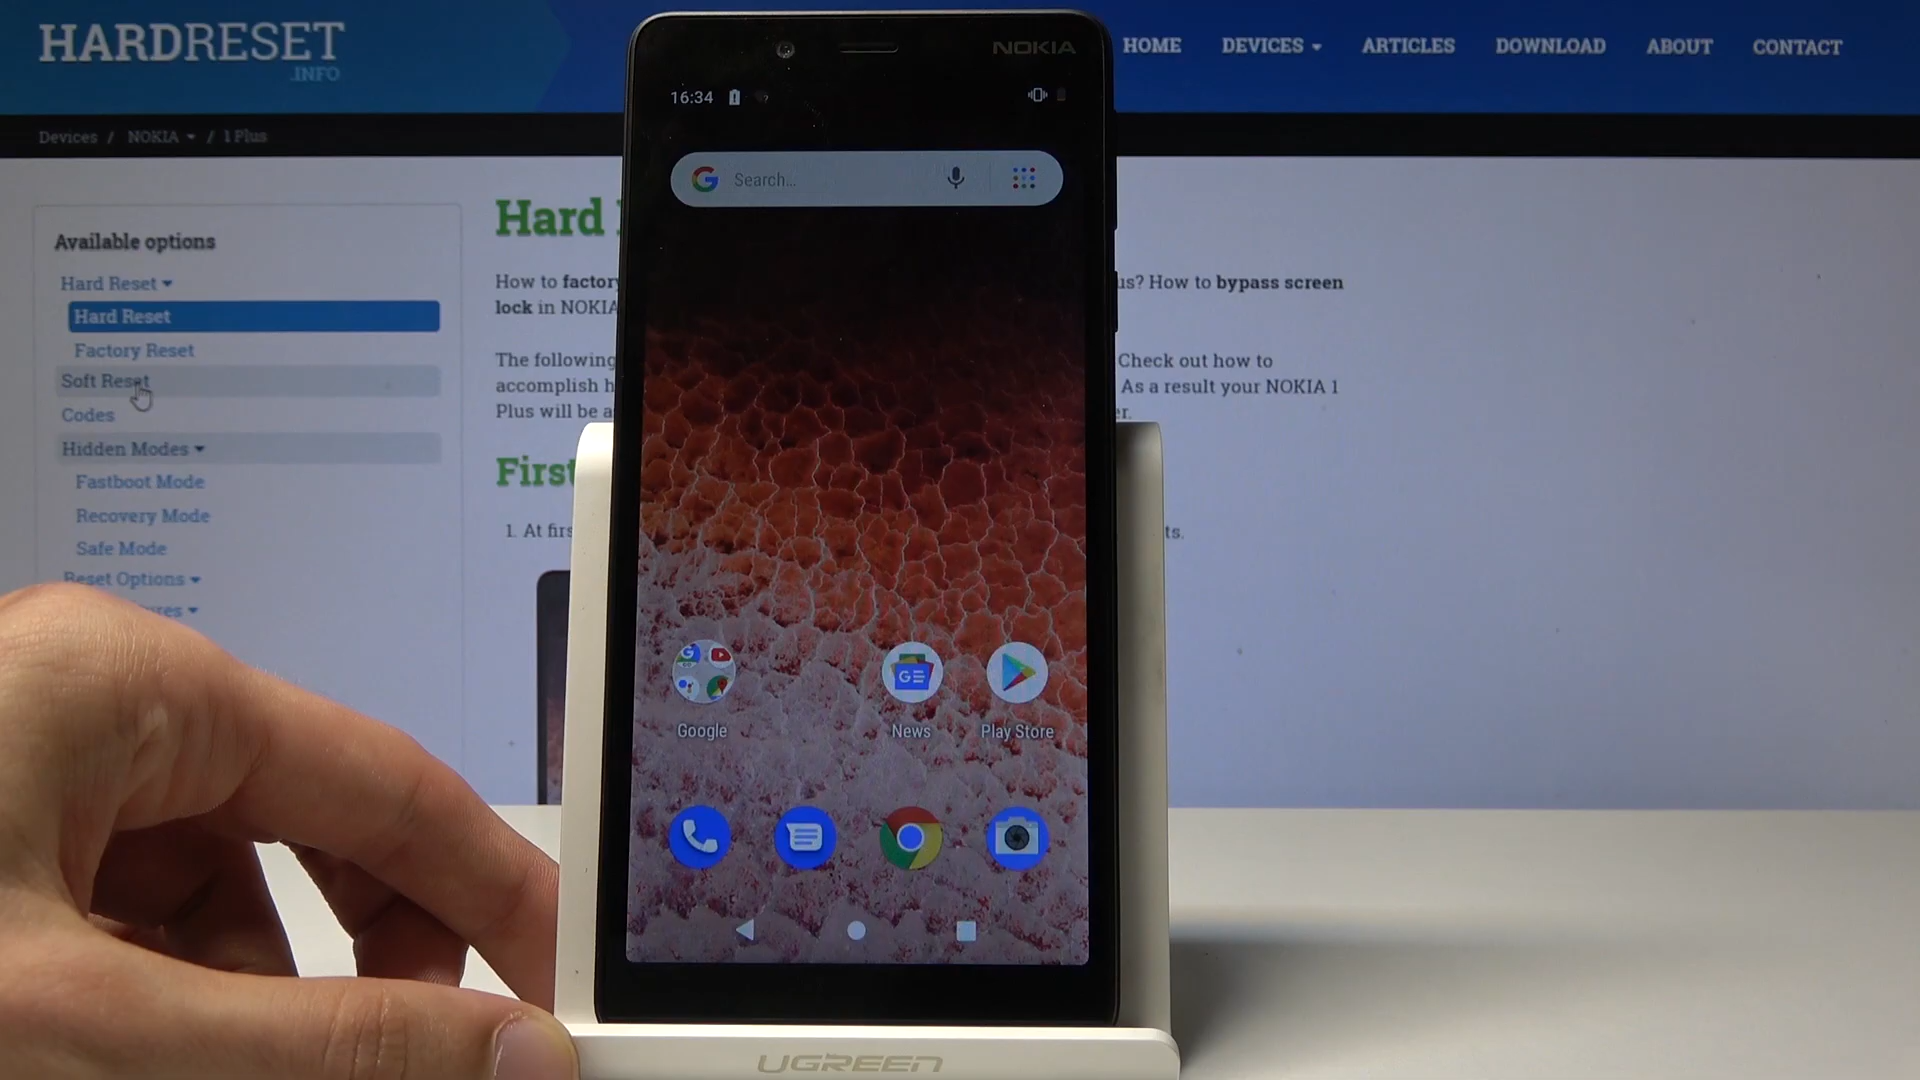 HARDRESET
.INFO
HOME DEVICES ARTICLES DOWNLOAD ABOUT CONTACT
Devices / NOKIA / 1 Plus
Available options
Hard Reset
Hard Reset
Factory Reset
Soft Reset
Codes
Hidden Modes
Fastboot Mode
Recovery Mode
Safe Mode
Reset Options
Hard
How to factory us? How to bypass screen
lock in NOKIA
The following Check out how to
accomplish h As a result your NOKIA 1
Plus will be as er.
First
1. At firs ts.
NOKIA
16:34
Search...
Google
News
Play Store
UGREEN